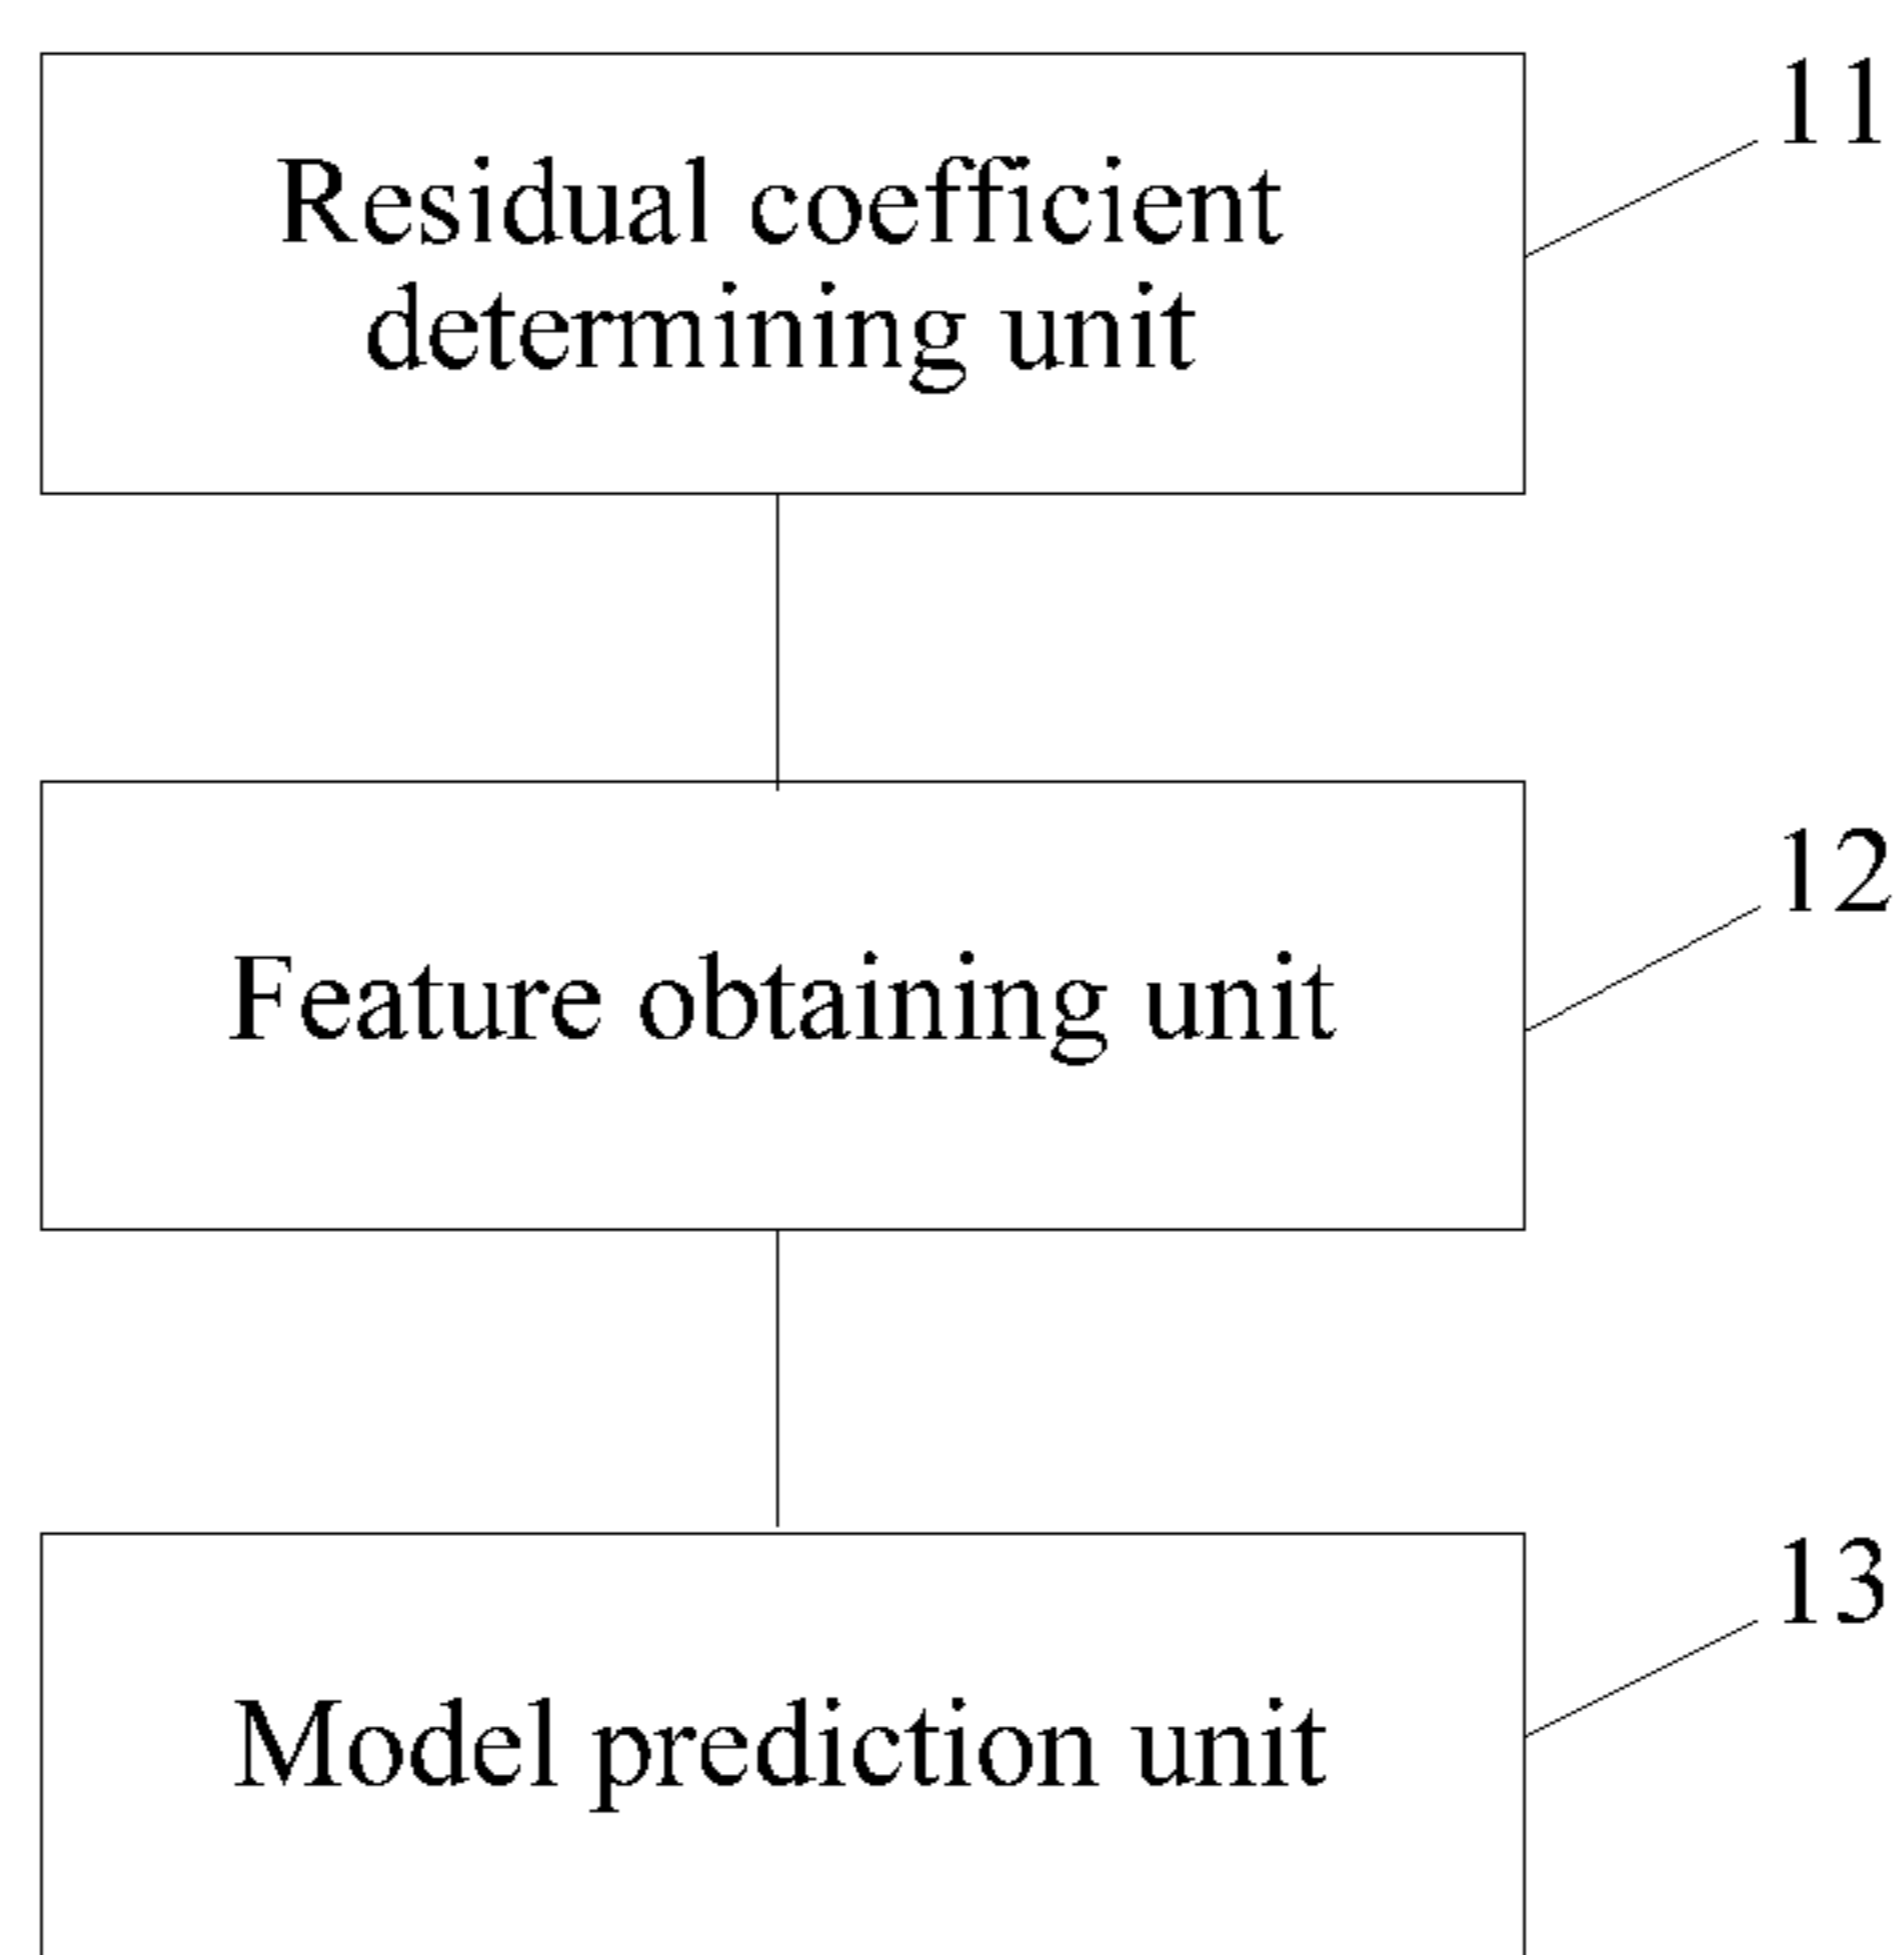 11
Residual coefficient
determining unit
12
Feature obtaining unit
13
Model prediction unit